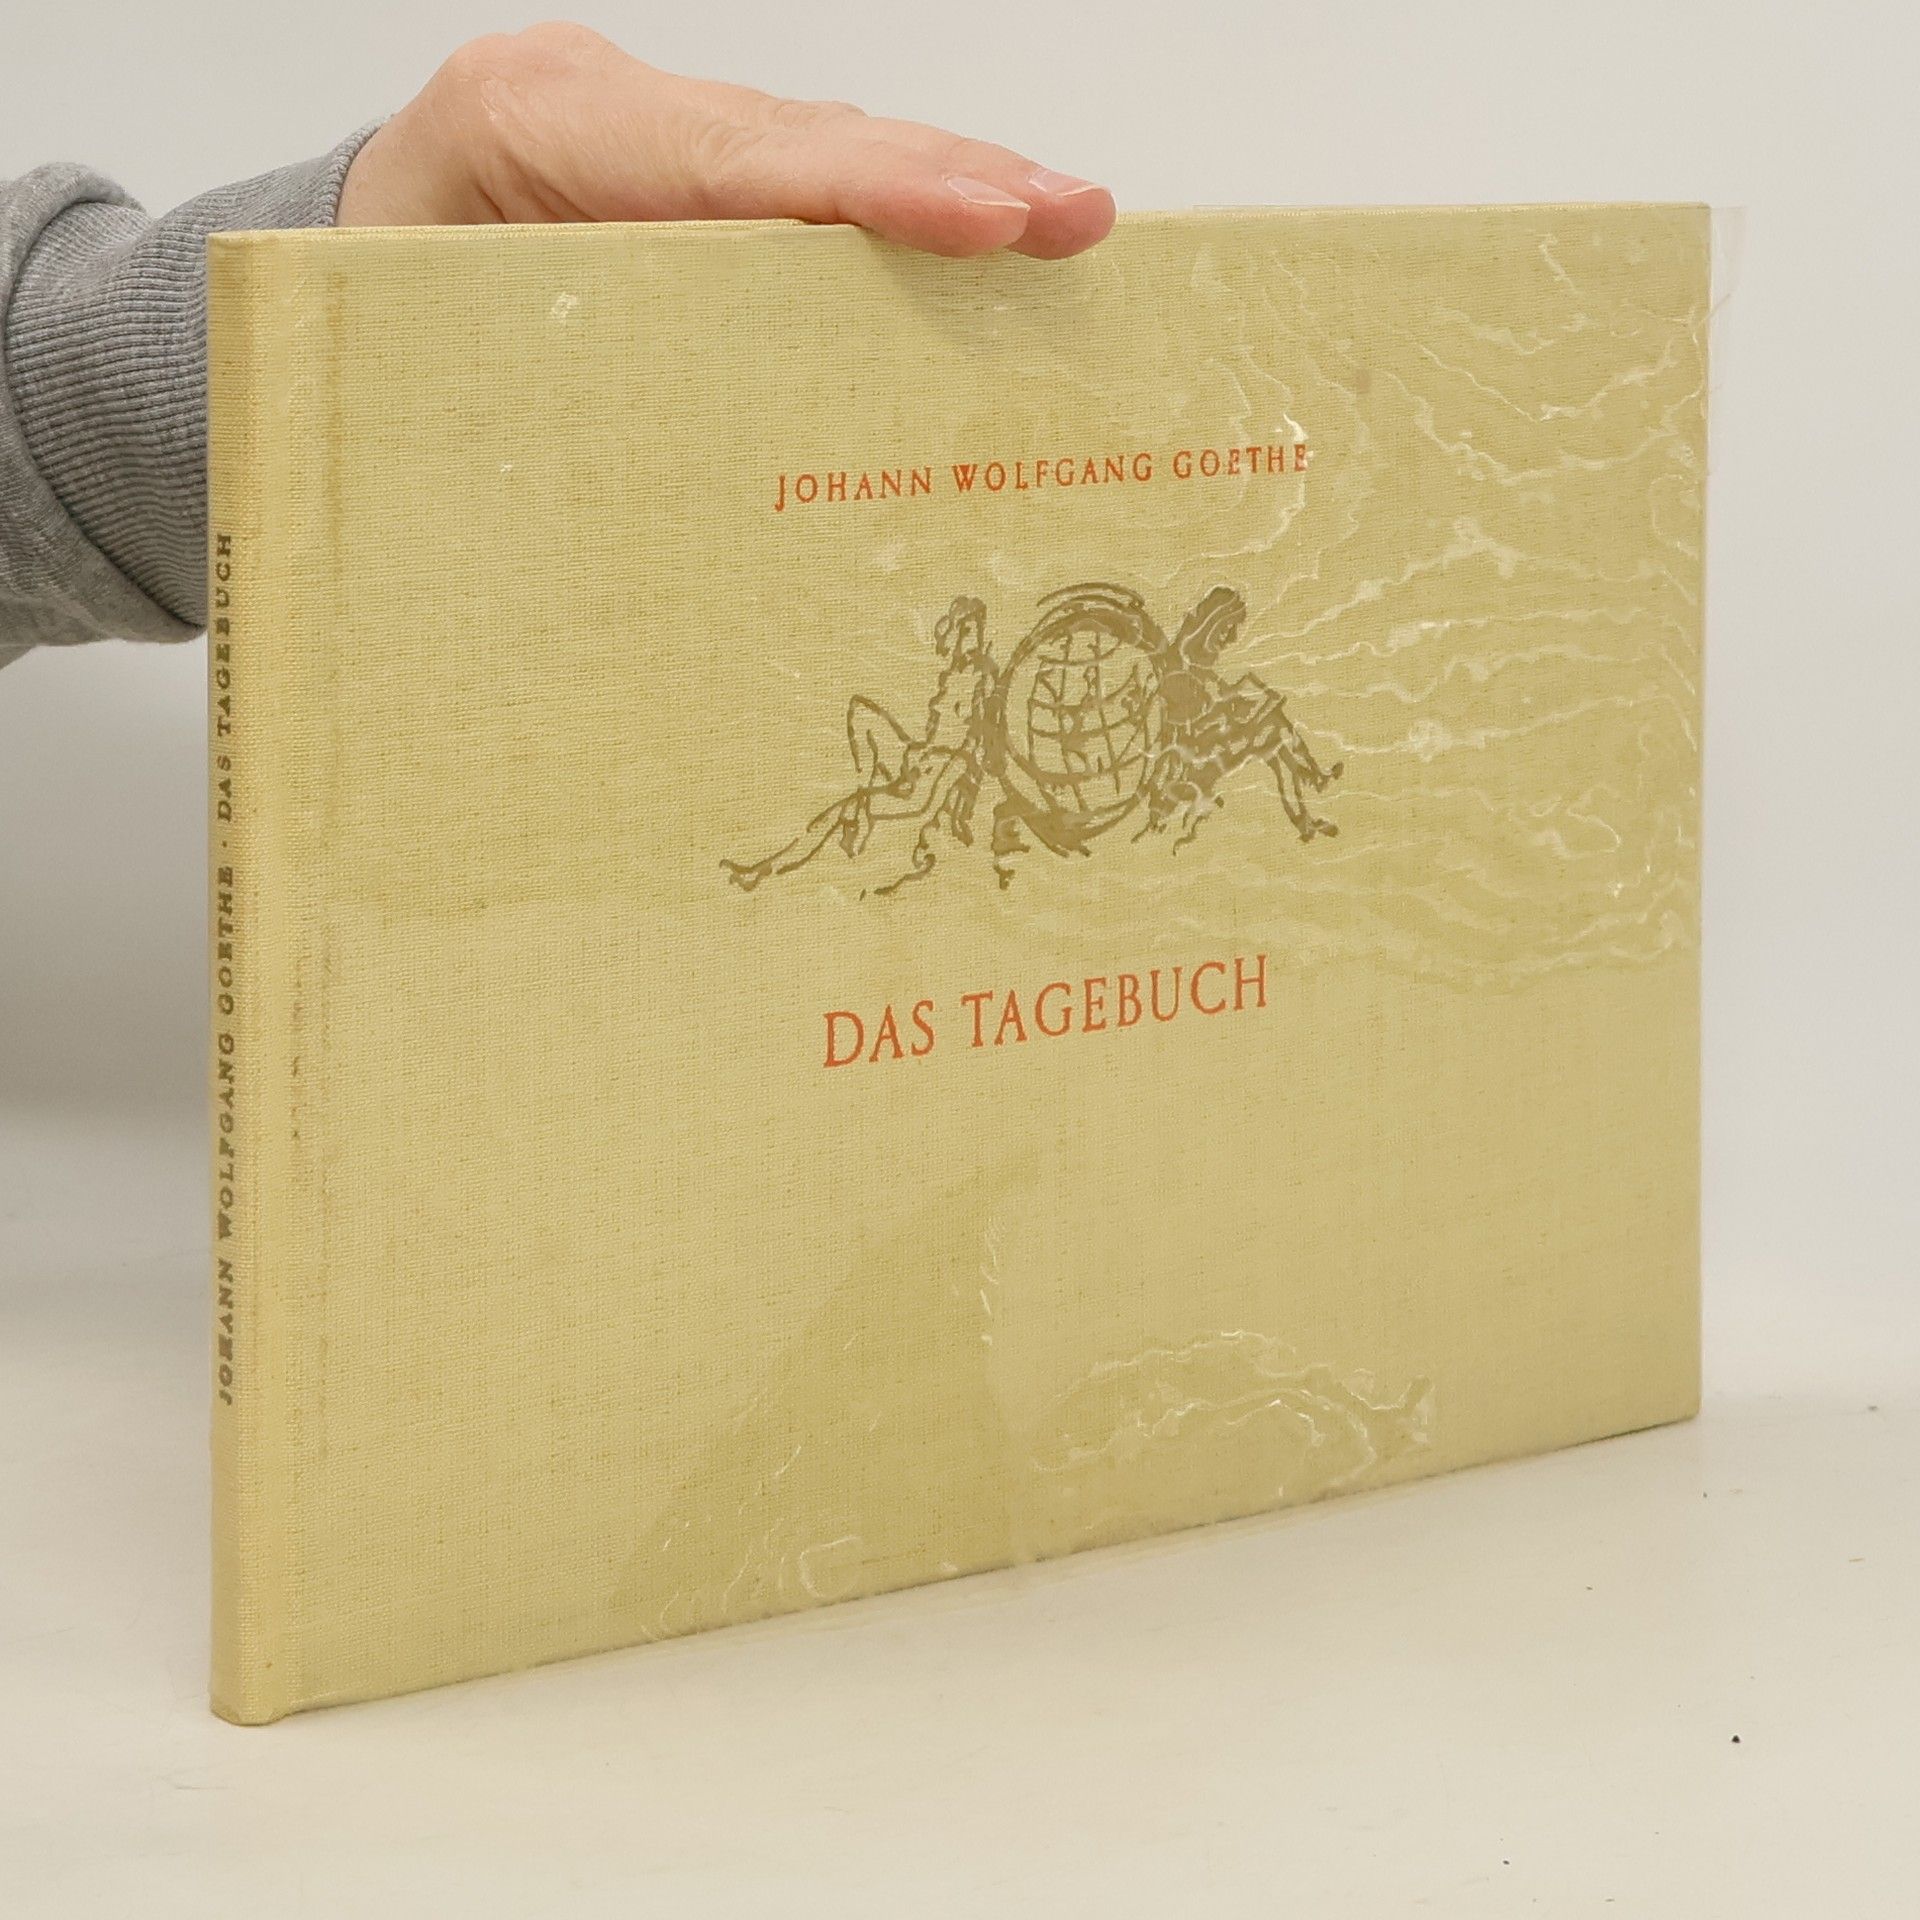 JOHANN WOLFGANG GOETHE
DAS TAGEBUCH
JOHANN WOLFGANG GOETHE · DAS TAGEBUCH